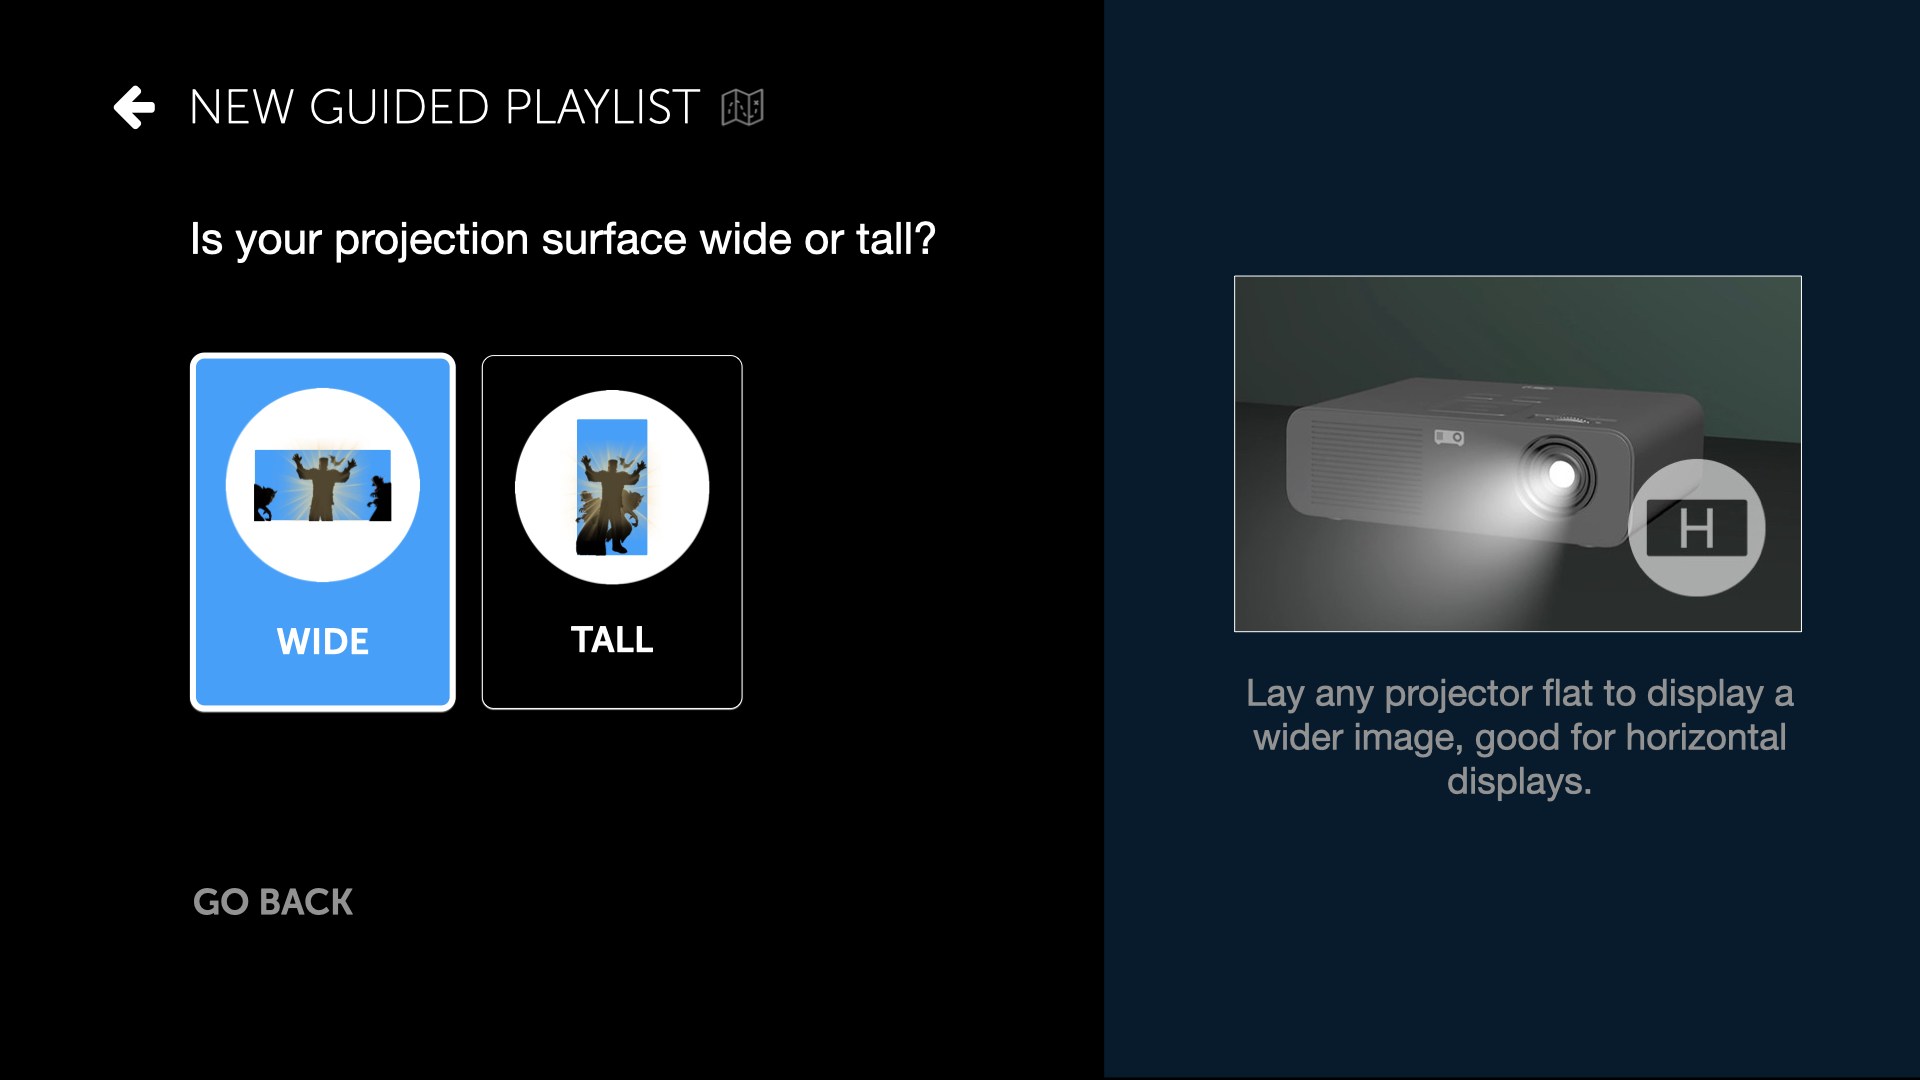 NEW GUIDED PLAYLIST
Is your projection surface wide or tall?
WIDE
TALL
GO BACK
H
Lay any projector flat to display a
wider image, good for horizontal
displays.